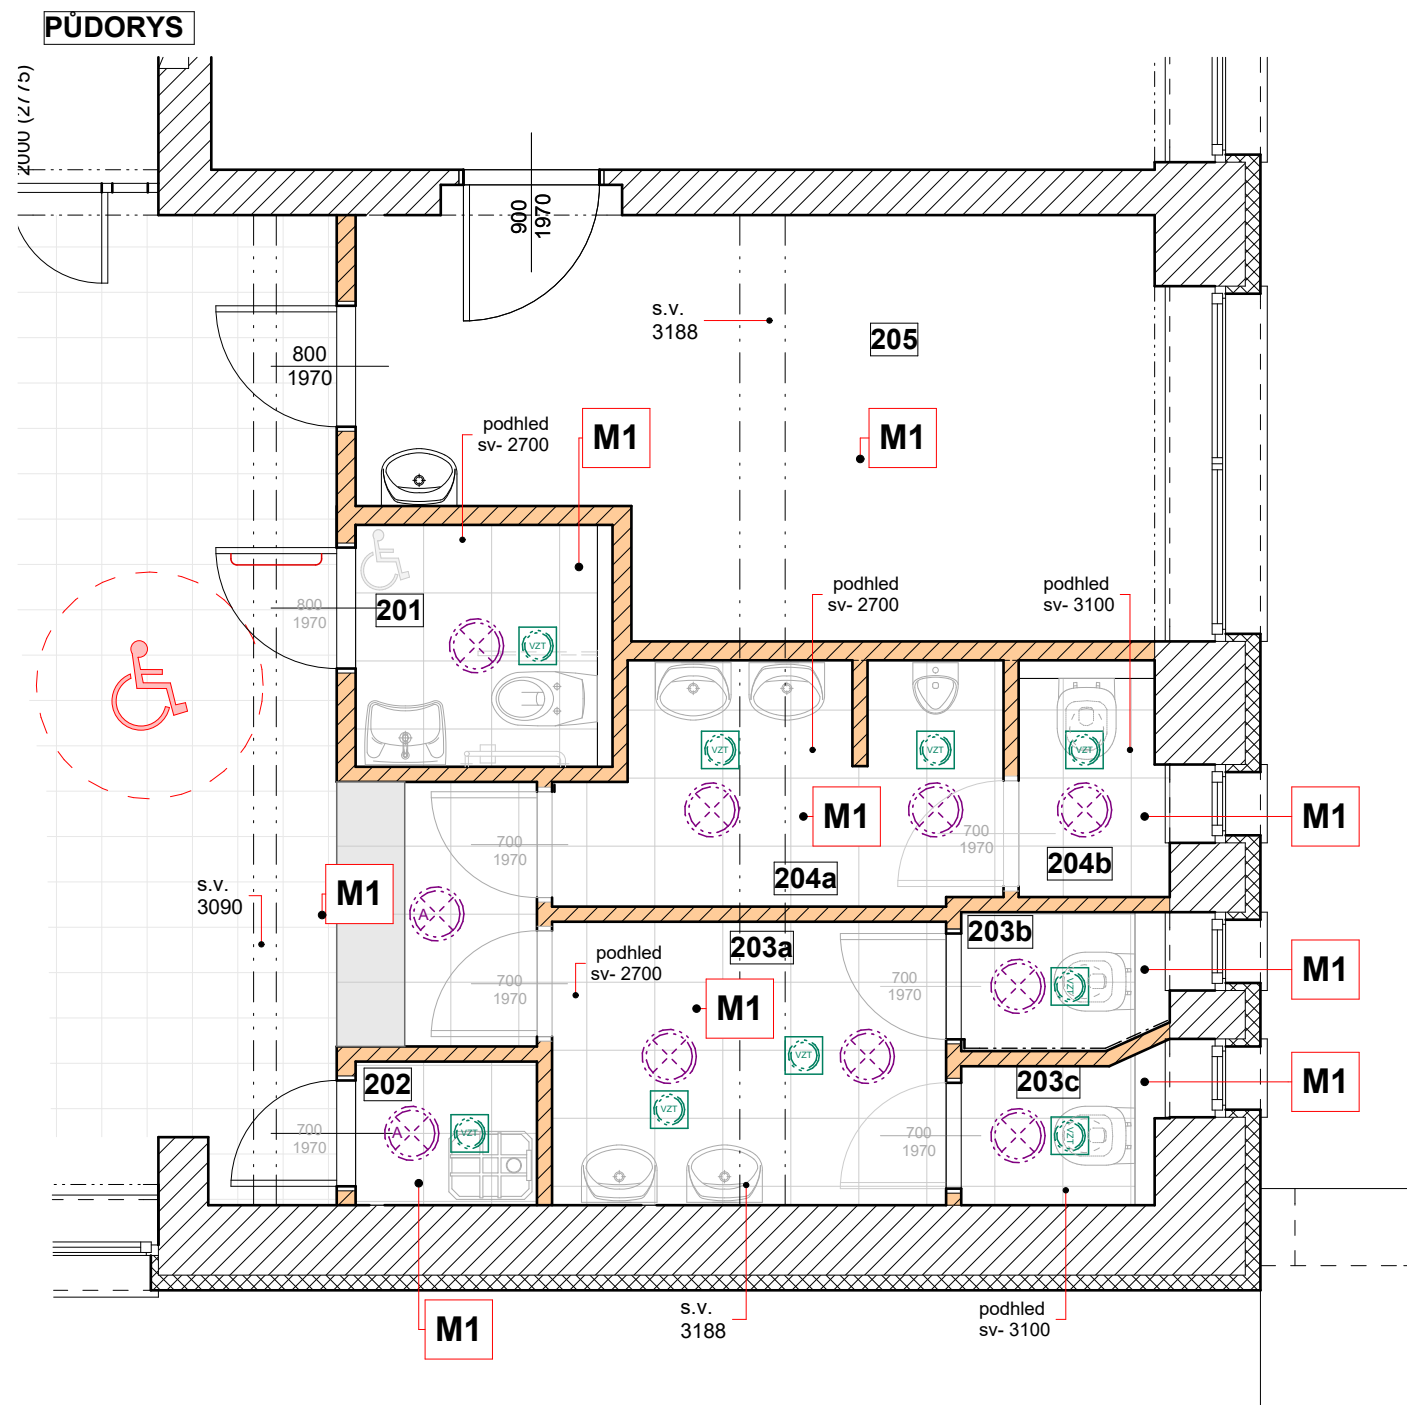 PŮDORYS
2000 (2775)
900
1970
s.v.
3188
205
800
1970
podhled
sv- 2700
M1
M1
800
1970
201
VZT
podhled
sv- 2700
podhled
sv- 3100
VZT
VZT
VZT
M1
M1
700
1970
700
1970
204a
204b
s.v.
3090
M1
A
203a
203b
podhled
sv- 2700
700
1970
700
1970
VZT
M1
M1
VZT
VZT
203c
M1
202
700
1970
A
VZT
700
1970
VZT
M1
s.v.
3188
podhled
sv- 3100